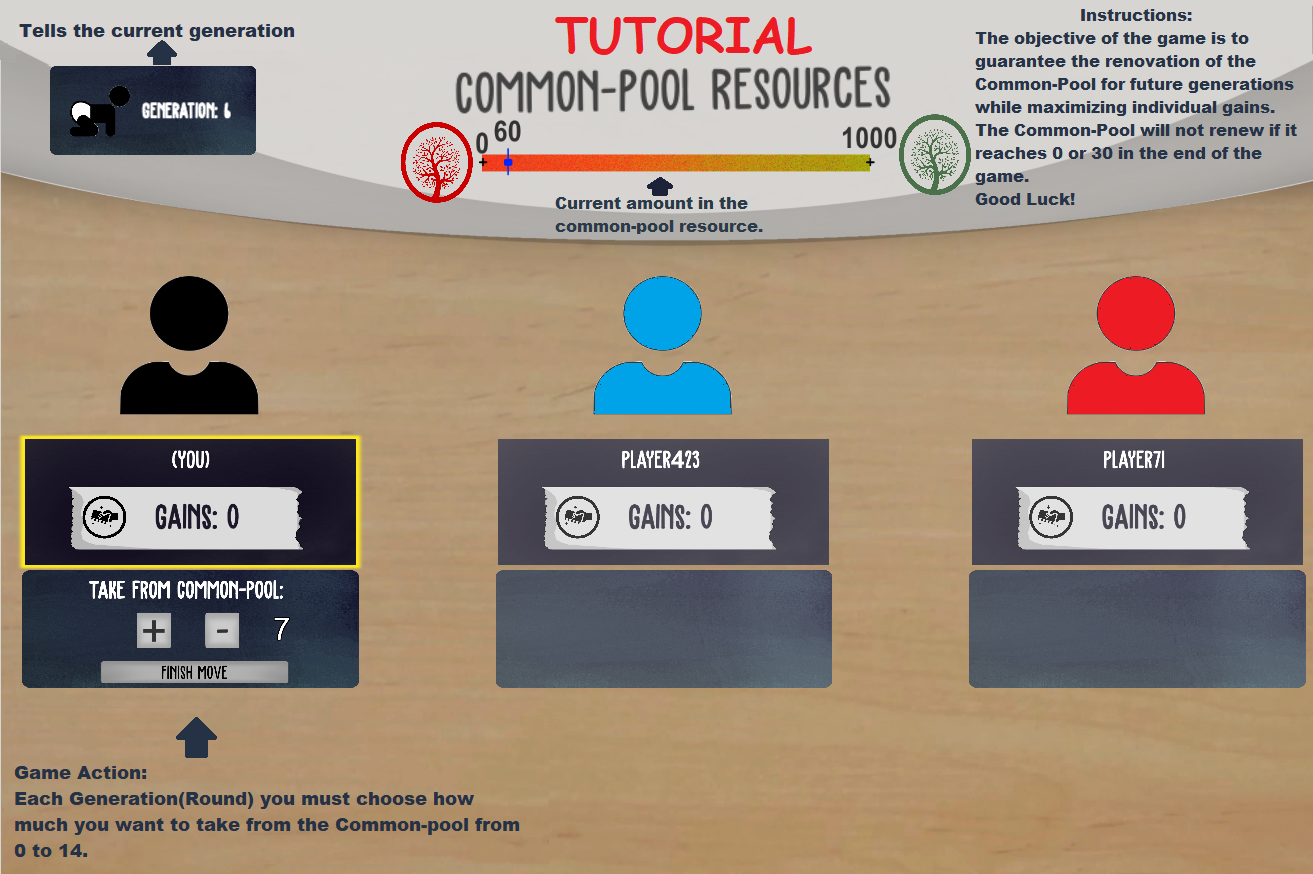 Tells the current generation
GENERATION: 6
TUTORIAL
COMMON-POOL RESOURCES
0 60 1000
Current amount in the
common-pool resource.
Instructions:
The objective of the game is to
guarantee the renovation of the
Common-Pool for future generations
while maximizing individual gains.
The Common-Pool will not renew if it
reaches 0 or 30 in the end of the
game.
Good Luck!
(YOU)
GAINS: 0
PLAYER423
GAINS: 0
PLAYER71
GAINS: 0
TAKE FROM COMMON-POOL:
+ - 7
FINISH MOVE
Game Action:
Each Generation(Round) you must choose how
much you want to take from the Common-pool from
0 to 14.